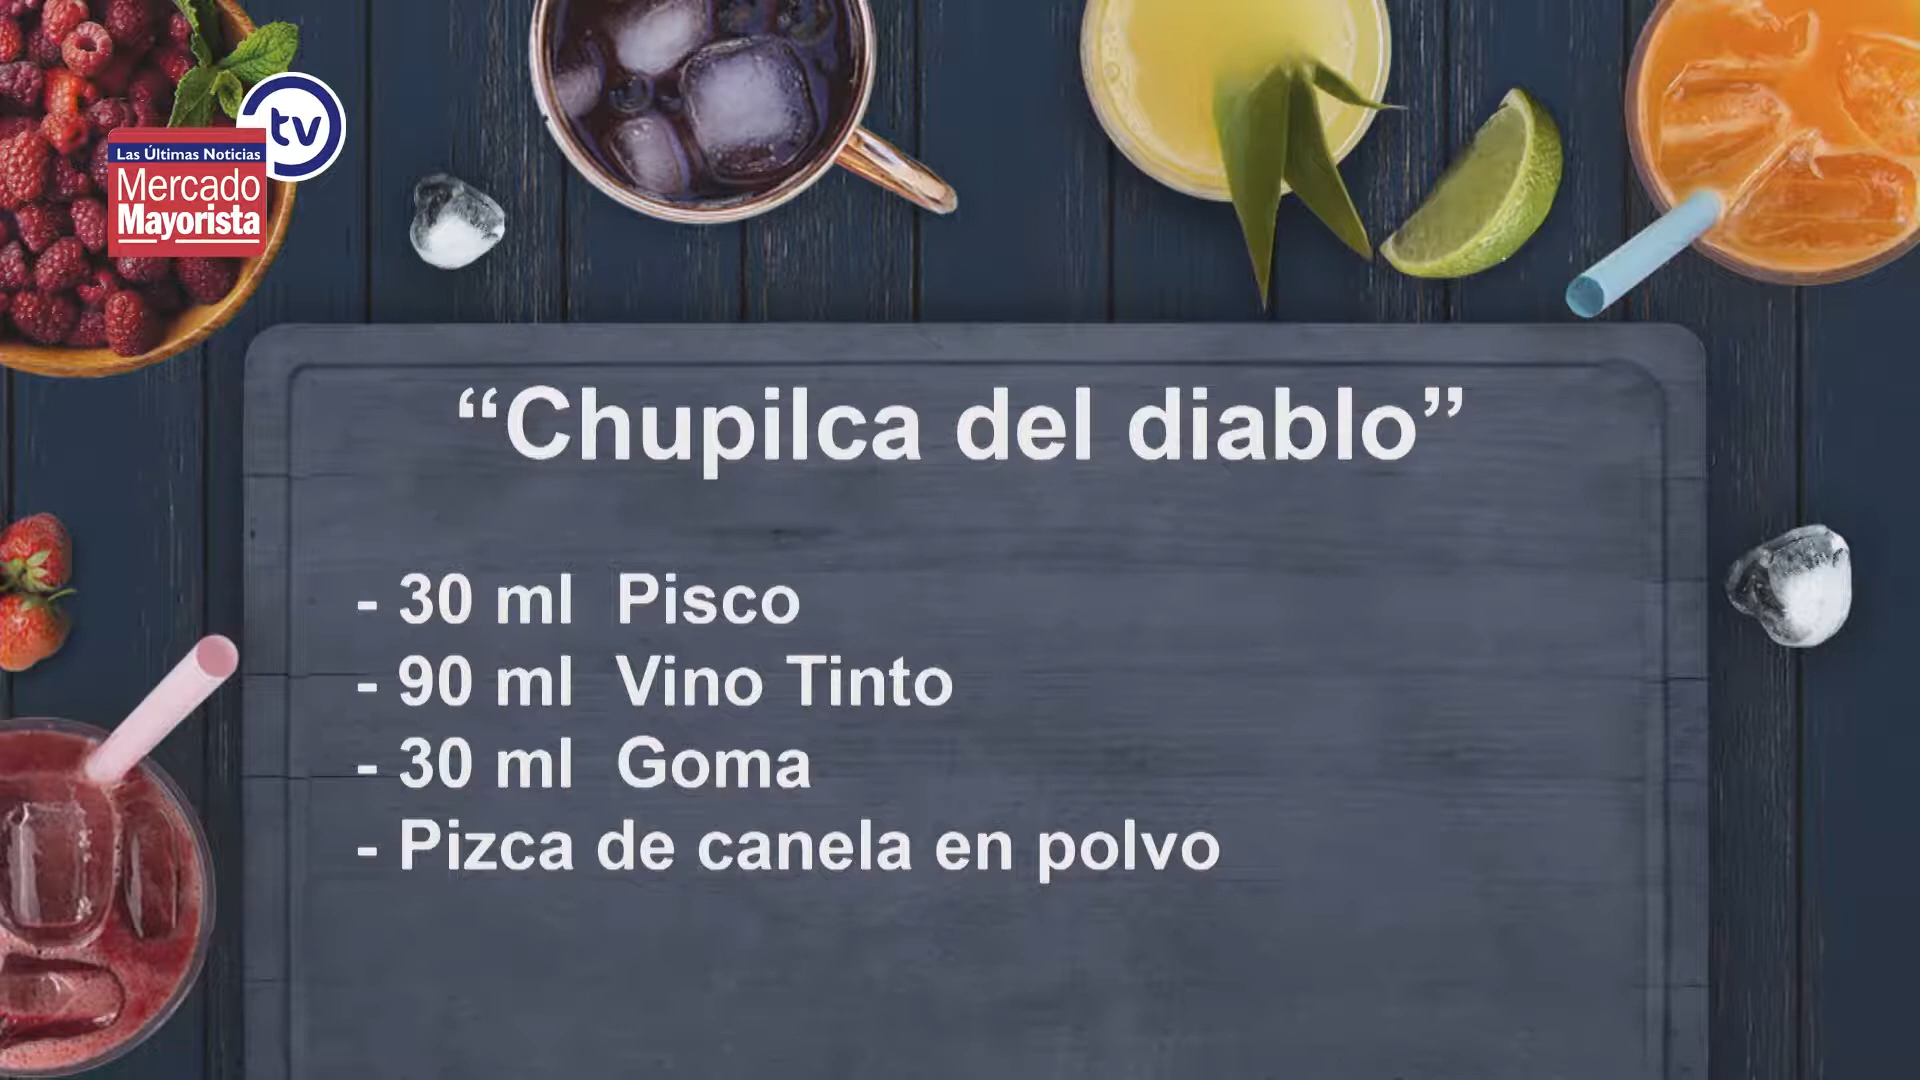 tv
Las Últimas Noticias
Mercado
Mayorista
“Chupilca del diablo”
- 30 ml  Pisco
- 90 ml  Vino Tinto
- 30 ml  Goma
- Pizca de canela en polvo